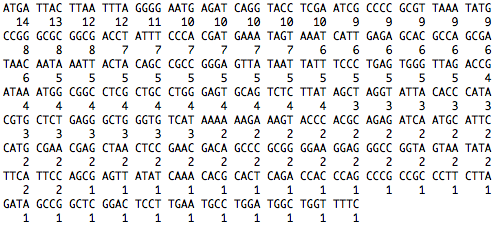 ATGA TTAC TTAA TTTA GGGG AATG AGAT CAGG TACC TCGA ATCG CCCC GCGT TAAA TATG
14 13 12 11 11 10 10 10 10 10 9 9 9 9 9
CCGG GCGC GGCG ACCT ATTT CCCA CGAT GAAA TAGT AAAT CATT GAGA GCAC GCCA GCGA
8 8 8 7 7 7 7 7 7 6 6 6 6 6 6
TAAC AATA AATT ACTA CAGC CGCC GGGA GTTA TAAT TATT TCCC TGAG TGGG TTAG ACCG
6 5 5 5 5 5 5 5 5 5 5 5 5 5 4
ATAA ATGG CGGC CTCG CTGC CTGG GAGT GCAG TCTC TTAT AGCT AGGT ATTA CACC CATA
4 4 4 4 4 4 4 4 4 4 3 3 3 3 3
CGTG CTCT GAGG GCTG GGTG TCAT AAAA AAGA AAGT ACCC ACGC AGAG ATCA ATGC ATTC
3 3 3 3 3 3 2 2 2 2 2 2 2 2 2
CATG CGAA CGAG CTAA CTCC GAAC GACA GCCC GCGG GGAA GGAG GGCC GGTA GTAA TATA
2 2 2 2 2 2 2 2 2 2 2 2 2 2 2
TTCA TTCC AGCG AGTT ATAT CAAA CACG CACT CAGA CCAC CCAG CCCG CCGC CCTT CTTA
2 2 1 1 1 1 1 1 1 1 1 1 1 1 1
GATA GCCG GCTC GGAC TCCT TGAA TGCC TGGA TGGC TGGT TTTC
1 1 1 1 1 1 1 1 1 1 1